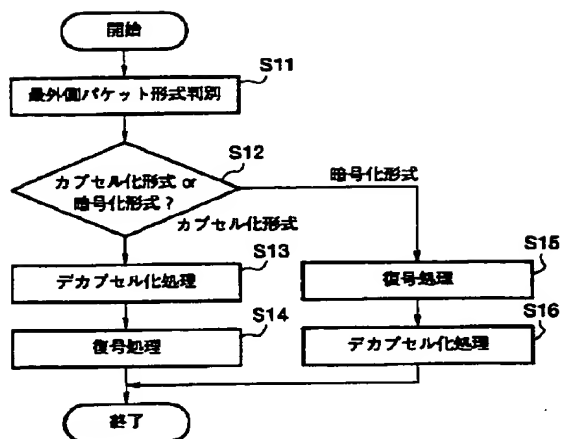 開始
S11
最外側パケット形式判別
S12
カプセル化形式 or
暗号化形式 ?
暗号化形式
カプセル化形式
S13
デカプセル化処理
S14
復号処理
S15
復号処理
S16
デカプセル化処理
終了